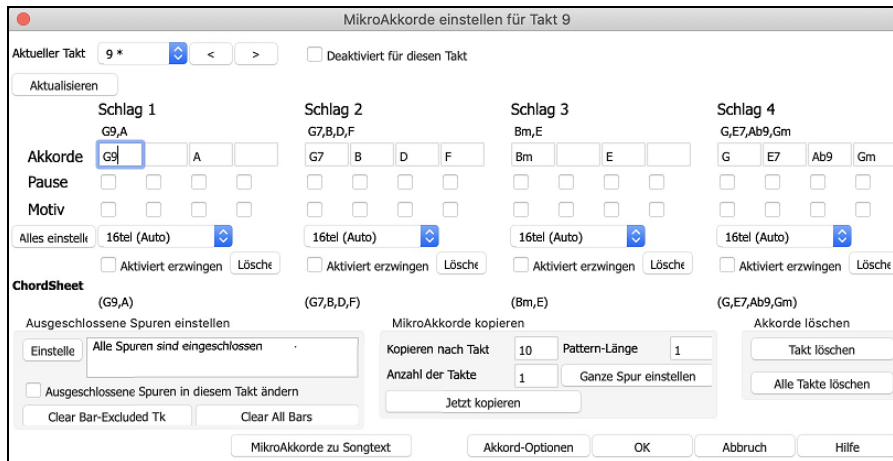 MikroAkkorde einstellen für Takt 9
Aktueller Takt 9 * < > Deaktiviert für diesen Takt
Aktualisieren
Schlag 1 Schlag 2 Schlag 3 Schlag 4
G9,A G7,B,D,F Bm,E G,E7,Ab9,Gm
Akkorde G9 A G7 B D F Bm E G E7 Ab9 Gm
Pause
Motiv
Alles einstelle 16tel (Auto) 16tel (Auto) 16tel (Auto) 16tel (Auto)
Aktiviert erzwingen Lösche Aktiviert erzwingen Lösche Aktiviert erzwingen Lösche Aktiviert erzwingen Lösche
ChordSheet
(G9,A) (G7,B,D,F) (Bm,E) (G,E7,Ab9,Gm)
Ausgeschlossene Spuren einstellen MikroAkkorde kopieren Akkorde löschen
Einstelle Alle Spuren sind eingeschlossen . Kopieren nach Takt 10 Pattern-Länge 1 Takt löschen
Anzahl der Takte 1 Ganze Spur einstellen Alle Takte löschen
Ausgeschlossene Spuren in diesem Takt ändern
Jetzt kopieren
Clear Bar-Excluded Tk Clear All Bars
MikroAkkorde zu Songtext Akkord-Optionen OK Abbruch Hilfe